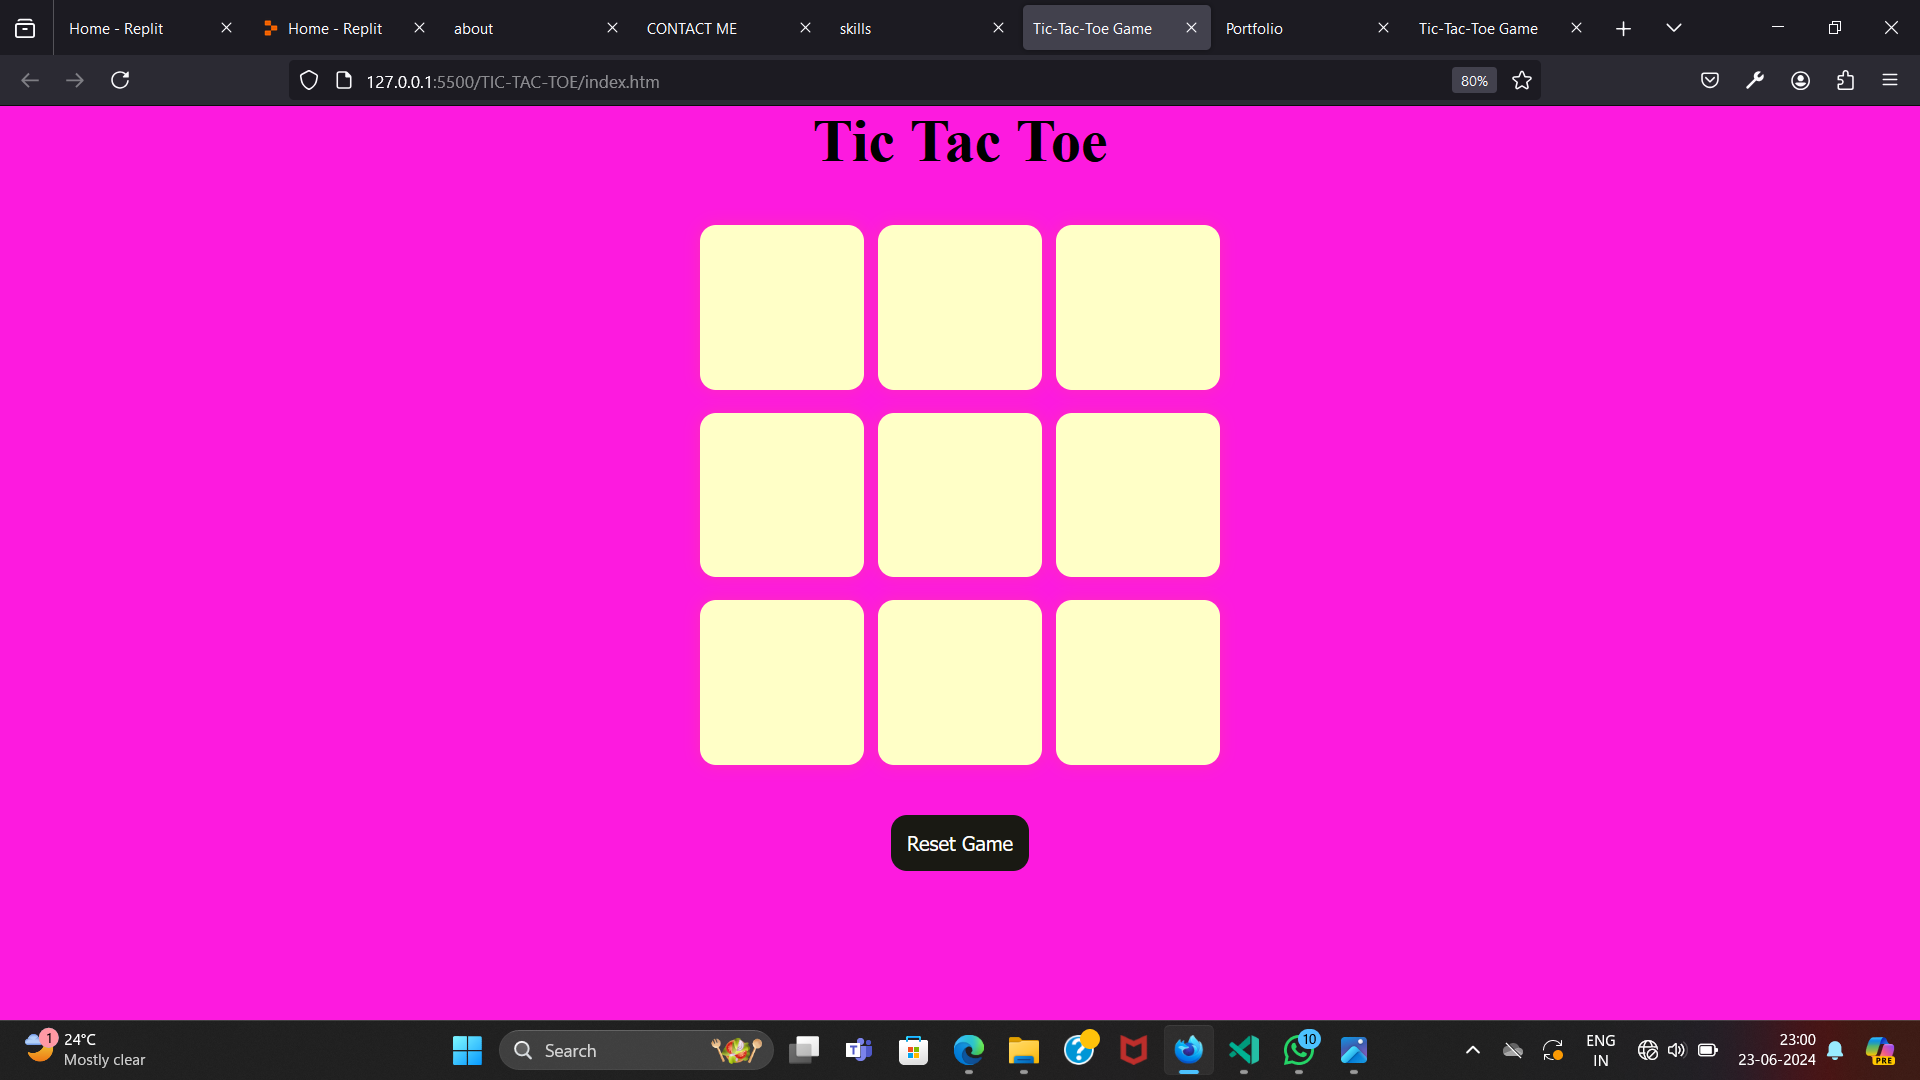 Home - Replit
Home - Replit
about
CONTACT ME
skills
Tic-Tac-Toe Game
Portfolio
Tic-Tac-Toe Game
127.0.0.1:5500/TIC-TAC-TOE/index.htm
80%
Tic Tac Toe
Reset Game
1
24°C
Mostly clear
Search
T
10
ENG
IN
23:00
23-06-2024
PRE